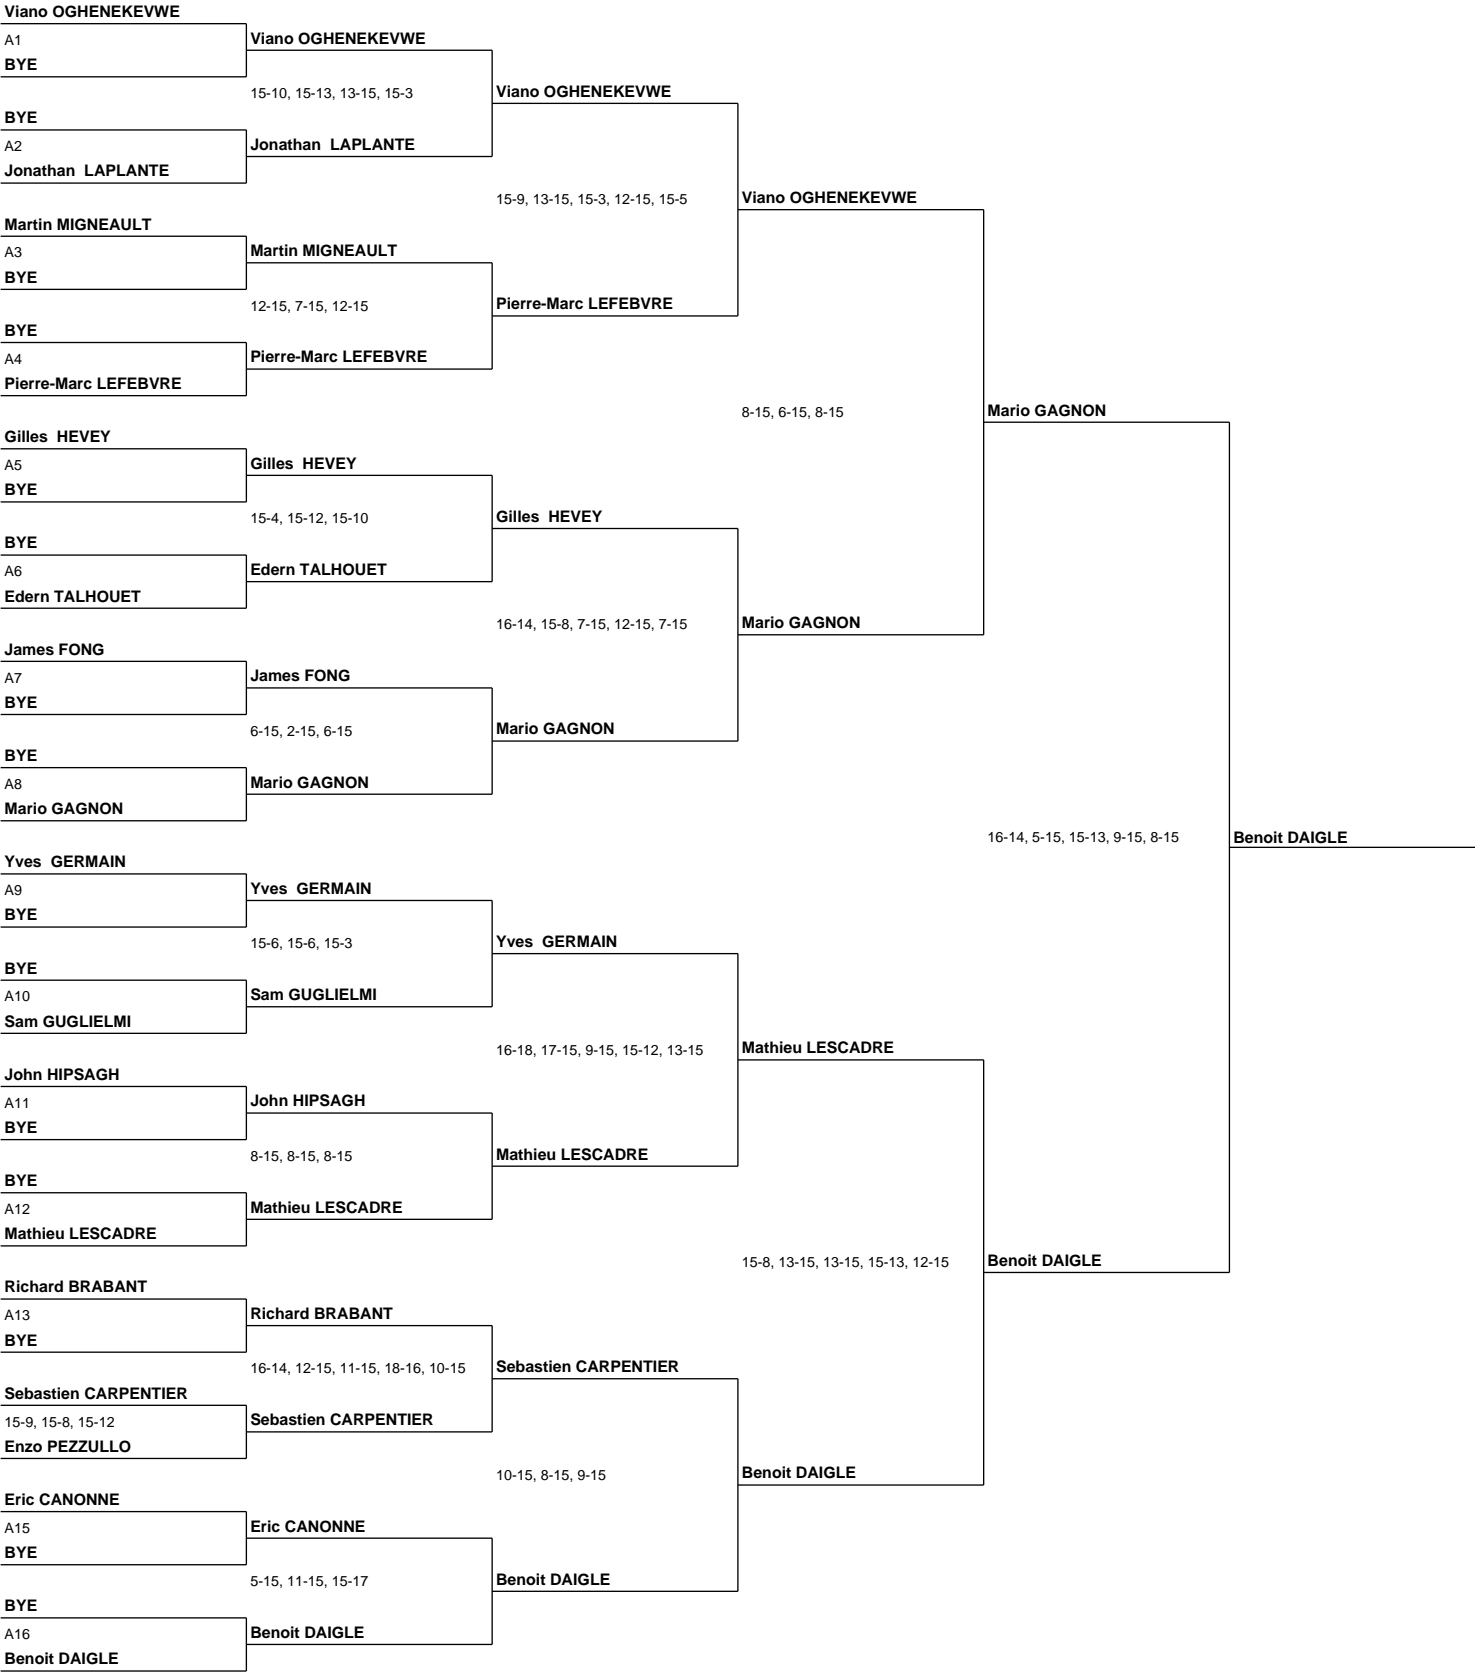 Viano OGHENEKEVWE
A1
BYE
BYE
A2
Jonathan  LAPLANTE
Martin MIGNEAULT
A3
BYE
BYE
A4
Pierre-Marc LEFEBVRE
Gilles  HEVEY
A5
BYE
BYE
A6
Edern TALHOUET
James FONG
A7
BYE
BYE
A8
Mario GAGNON
Yves  GERMAIN
A9
BYE
BYE
A10
Sam GUGLIELMI
John HIPSAGH
A11
BYE
BYE
A12
Mathieu LESCADRE
Richard BRABANT
A13
BYE
Sebastien CARPENTIER
15-9, 15-8, 15-12
Enzo PEZZULLO
Eric CANONNE
A15
BYE
BYE
A16
Benoit DAIGLE
Viano OGHENEKEVWE
15-10, 15-13, 13-15, 15-3
Jonathan  LAPLANTE
Martin MIGNEAULT
12-15, 7-15, 12-15
Pierre-Marc LEFEBVRE
Gilles  HEVEY
15-4, 15-12, 15-10
Edern TALHOUET
James FONG
6-15, 2-15, 6-15
Mario GAGNON
Yves  GERMAIN
15-6, 15-6, 15-3
Sam GUGLIELMI
John HIPSAGH
8-15, 8-15, 8-15
Mathieu LESCADRE
Richard BRABANT
16-14, 12-15, 11-15, 18-16, 10-15
Sebastien CARPENTIER
Eric CANONNE
5-15, 11-15, 15-17
Benoit DAIGLE
Viano OGHENEKEVWE
15-9, 13-15, 15-3, 12-15, 15-5
Pierre-Marc LEFEBVRE
Gilles  HEVEY
16-14, 15-8, 7-15, 12-15, 7-15
Mario GAGNON
Yves  GERMAIN
16-18, 17-15, 9-15, 15-12, 13-15
Mathieu LESCADRE
Sebastien CARPENTIER
10-15, 8-15, 9-15
Benoit DAIGLE
Viano OGHENEKEVWE
8-15, 6-15, 8-15
Mario GAGNON
Mathieu LESCADRE
15-8, 13-15, 13-15, 15-13, 12-15
Benoit DAIGLE
Mario GAGNON
16-14, 5-15, 15-13, 9-15, 8-15
Benoit DAIGLE
Benoit DAIGLE